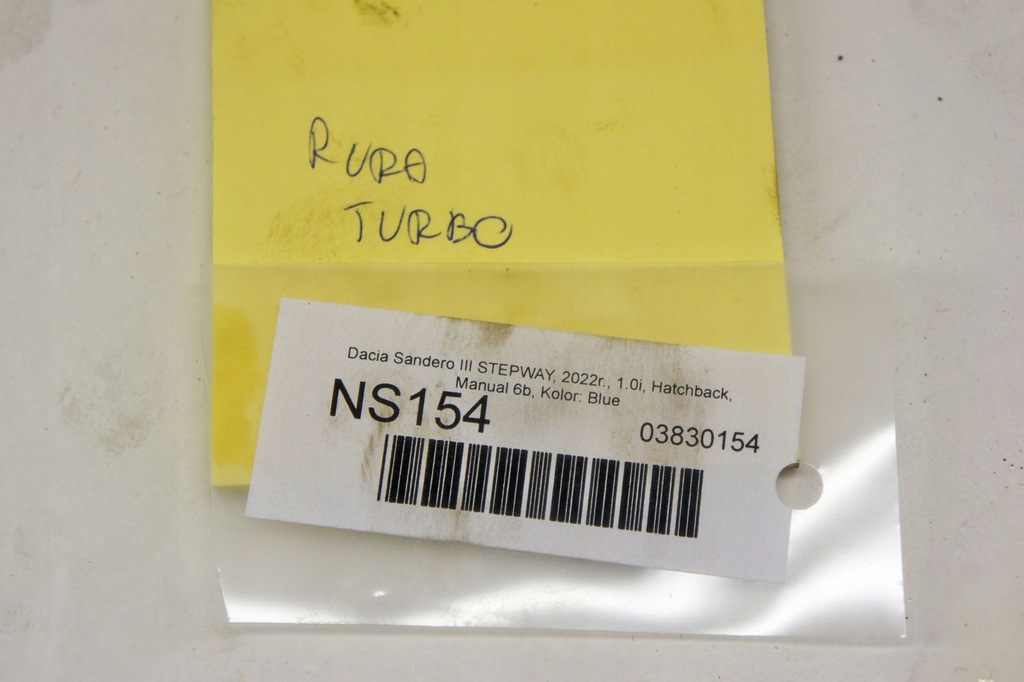 RURA
TURBO
Dacia Sandero III STEPWAY, 2022r., 1.0i, Hatchback,
Manual 6b, Kolor: Blue
NS154
03830154